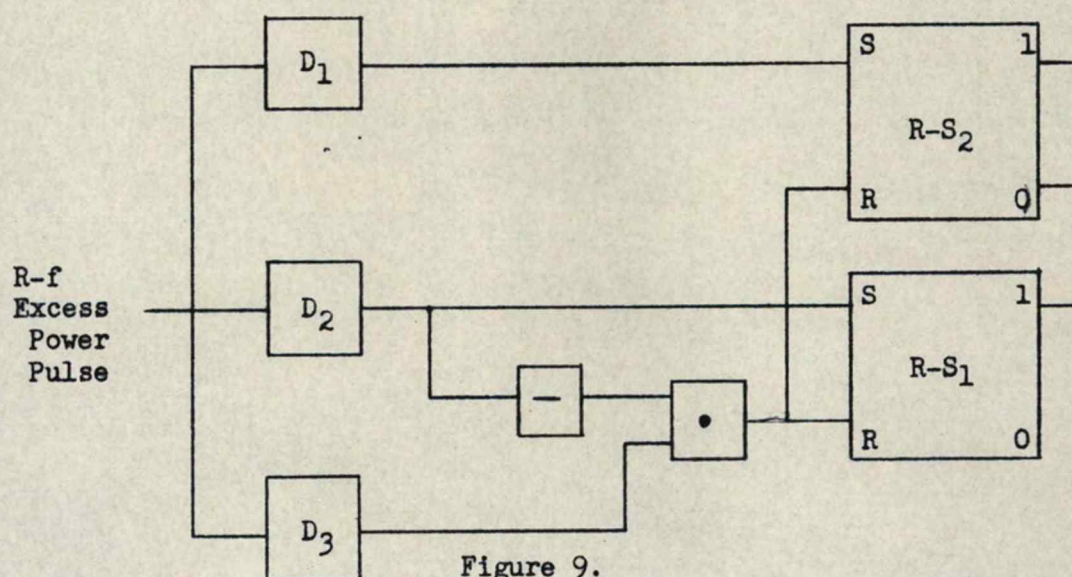 D1
S 1
R-S2
R 0
R-f
Excess
Power
Pulse
D2
S 1
R-S1
R 0
—
•
D3
Figure 9.